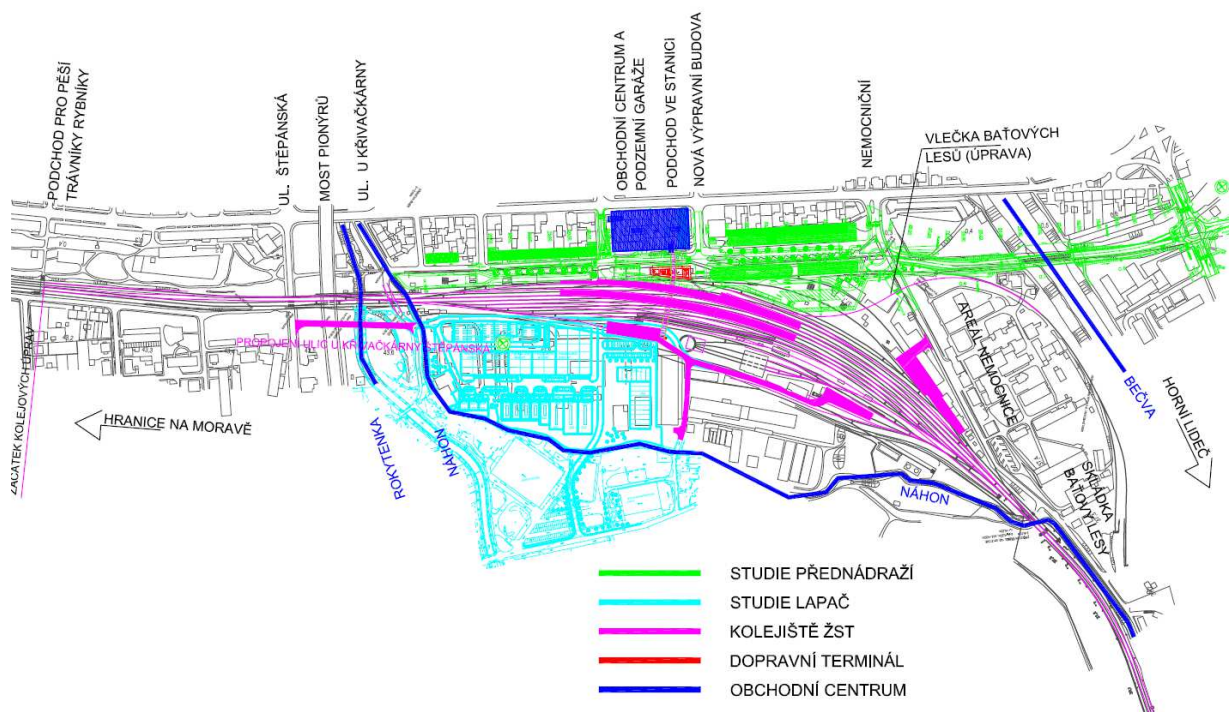 PODCHOD PRO PĚŠÍ
TRÁVNÍKY RYBNÍKY
UL. ŠTĚPÁNSKÁ
MOST PIONÝRŮ
UL. U KŘIVAČKÁRNY
OBCHODNÍ CENTRUM A
PODZEMNÍ GARÁŽE
PODCHOD VE STANICI
NOVÁ VÝPRAVNÍ BUDOVA
NEMOCNIČNÍ
VLEČKA BAŤOVÝCH
LESŮ (ÚPRAVA)
ZAČÁTEK KOLEJOVÝCH ÚPRAV
PROPOJENÍ ULIC U KŘIVAČKÁRNY ŠTĚPÁNSKÁ
HRANICE NA MORAVĚ
ROKYTENKA
NÁHON
AREÁL NEMOCNICE
BEČVA
HORNÍ LIDEČ
NÁHON
SKLÁDKA
BAŤOVY LESY
STUDIE PŘEDNÁDRAŽÍ
STUDIE LAPAČ
KOLEJIŠTĚ ŽST
DOPRAVNÍ TERMINÁL
OBCHODNÍ CENTRUM